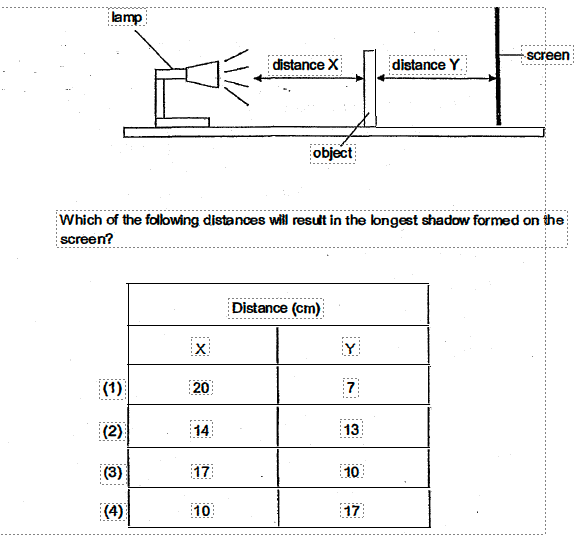 lamp
distance X
distance Y
screen
object
Which of the following distances will result in the longest shadow formed on the
screen?
Distance (cm)
X Y
(1) 20 7
(2) 14 13
(3) 17 10
(4) 10 17